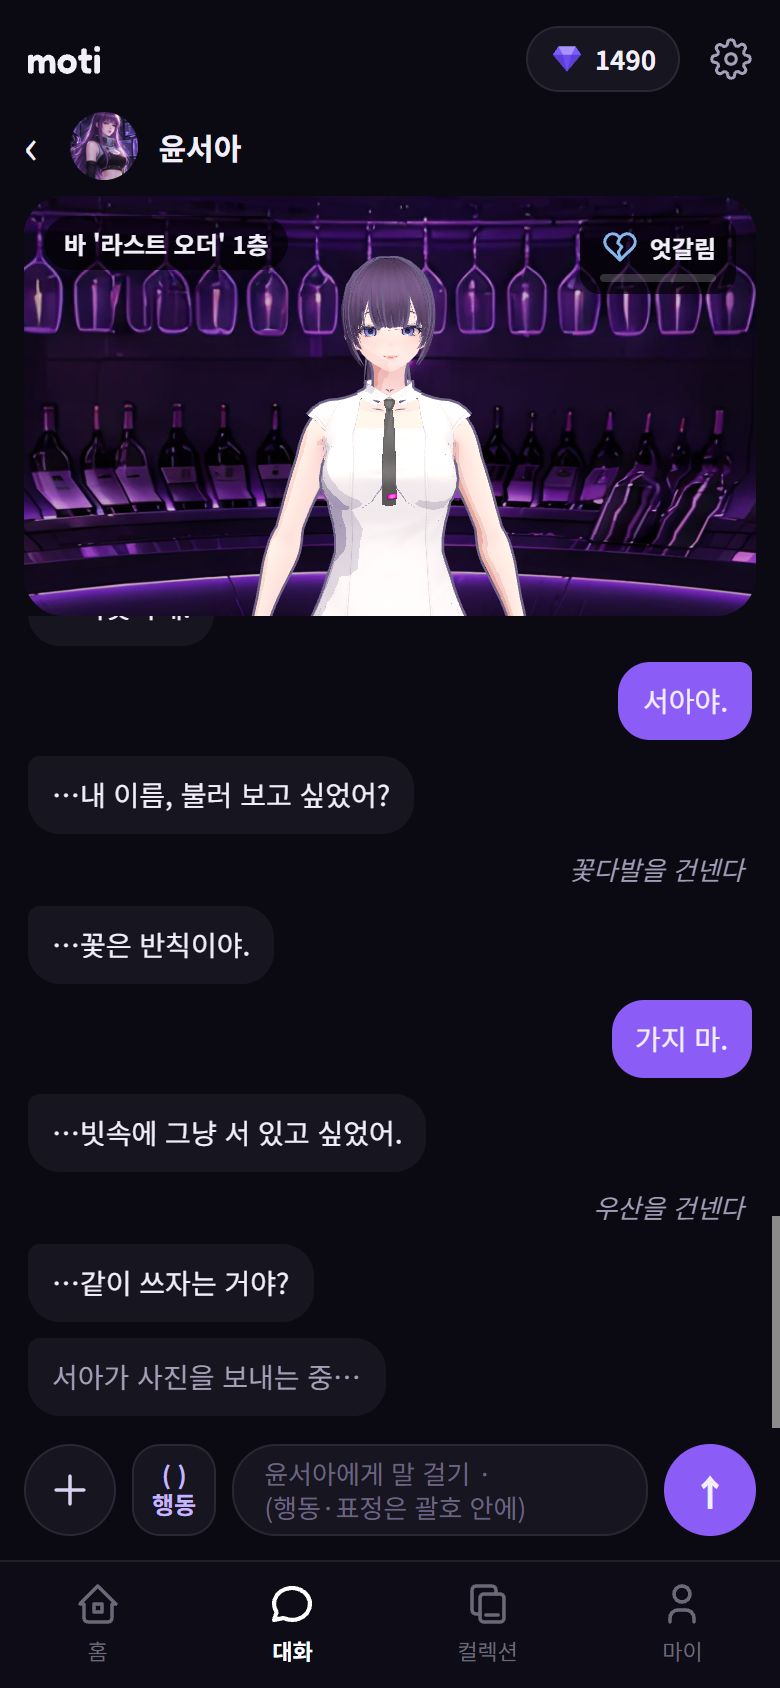 moti
1490
‹ 윤서아
바 '라스트 오더' 1층
엇갈림
서아야.
…내 이름, 불러 보고 싶었어?
꽃다발을 건넨다
…꽃은 반칙이야.
가지 마.
…빗속에 그냥 서 있고 싶었어.
우산을 건넨다
…같이 쓰자는 거야?
서아가 사진을 보내는 중…
( )
행동
윤서아에게 말 걸기 ·
(행동·표정은 괄호 안에)
홈
대화
컬렉션
마이